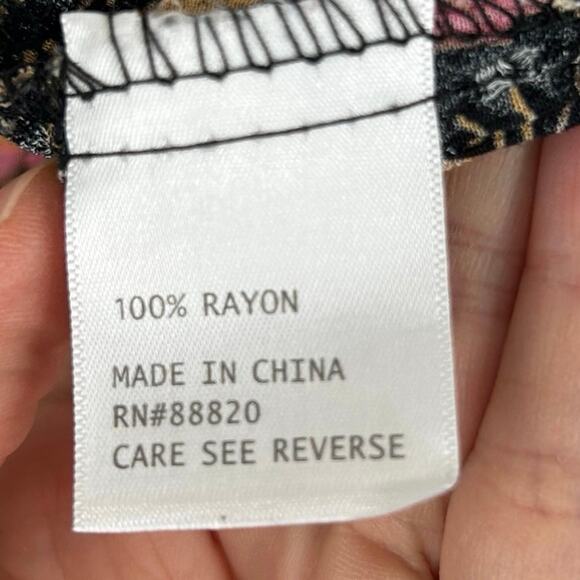 100% RAYON
MADE IN CHINA
RN#88820
CARE SEE REVERSE